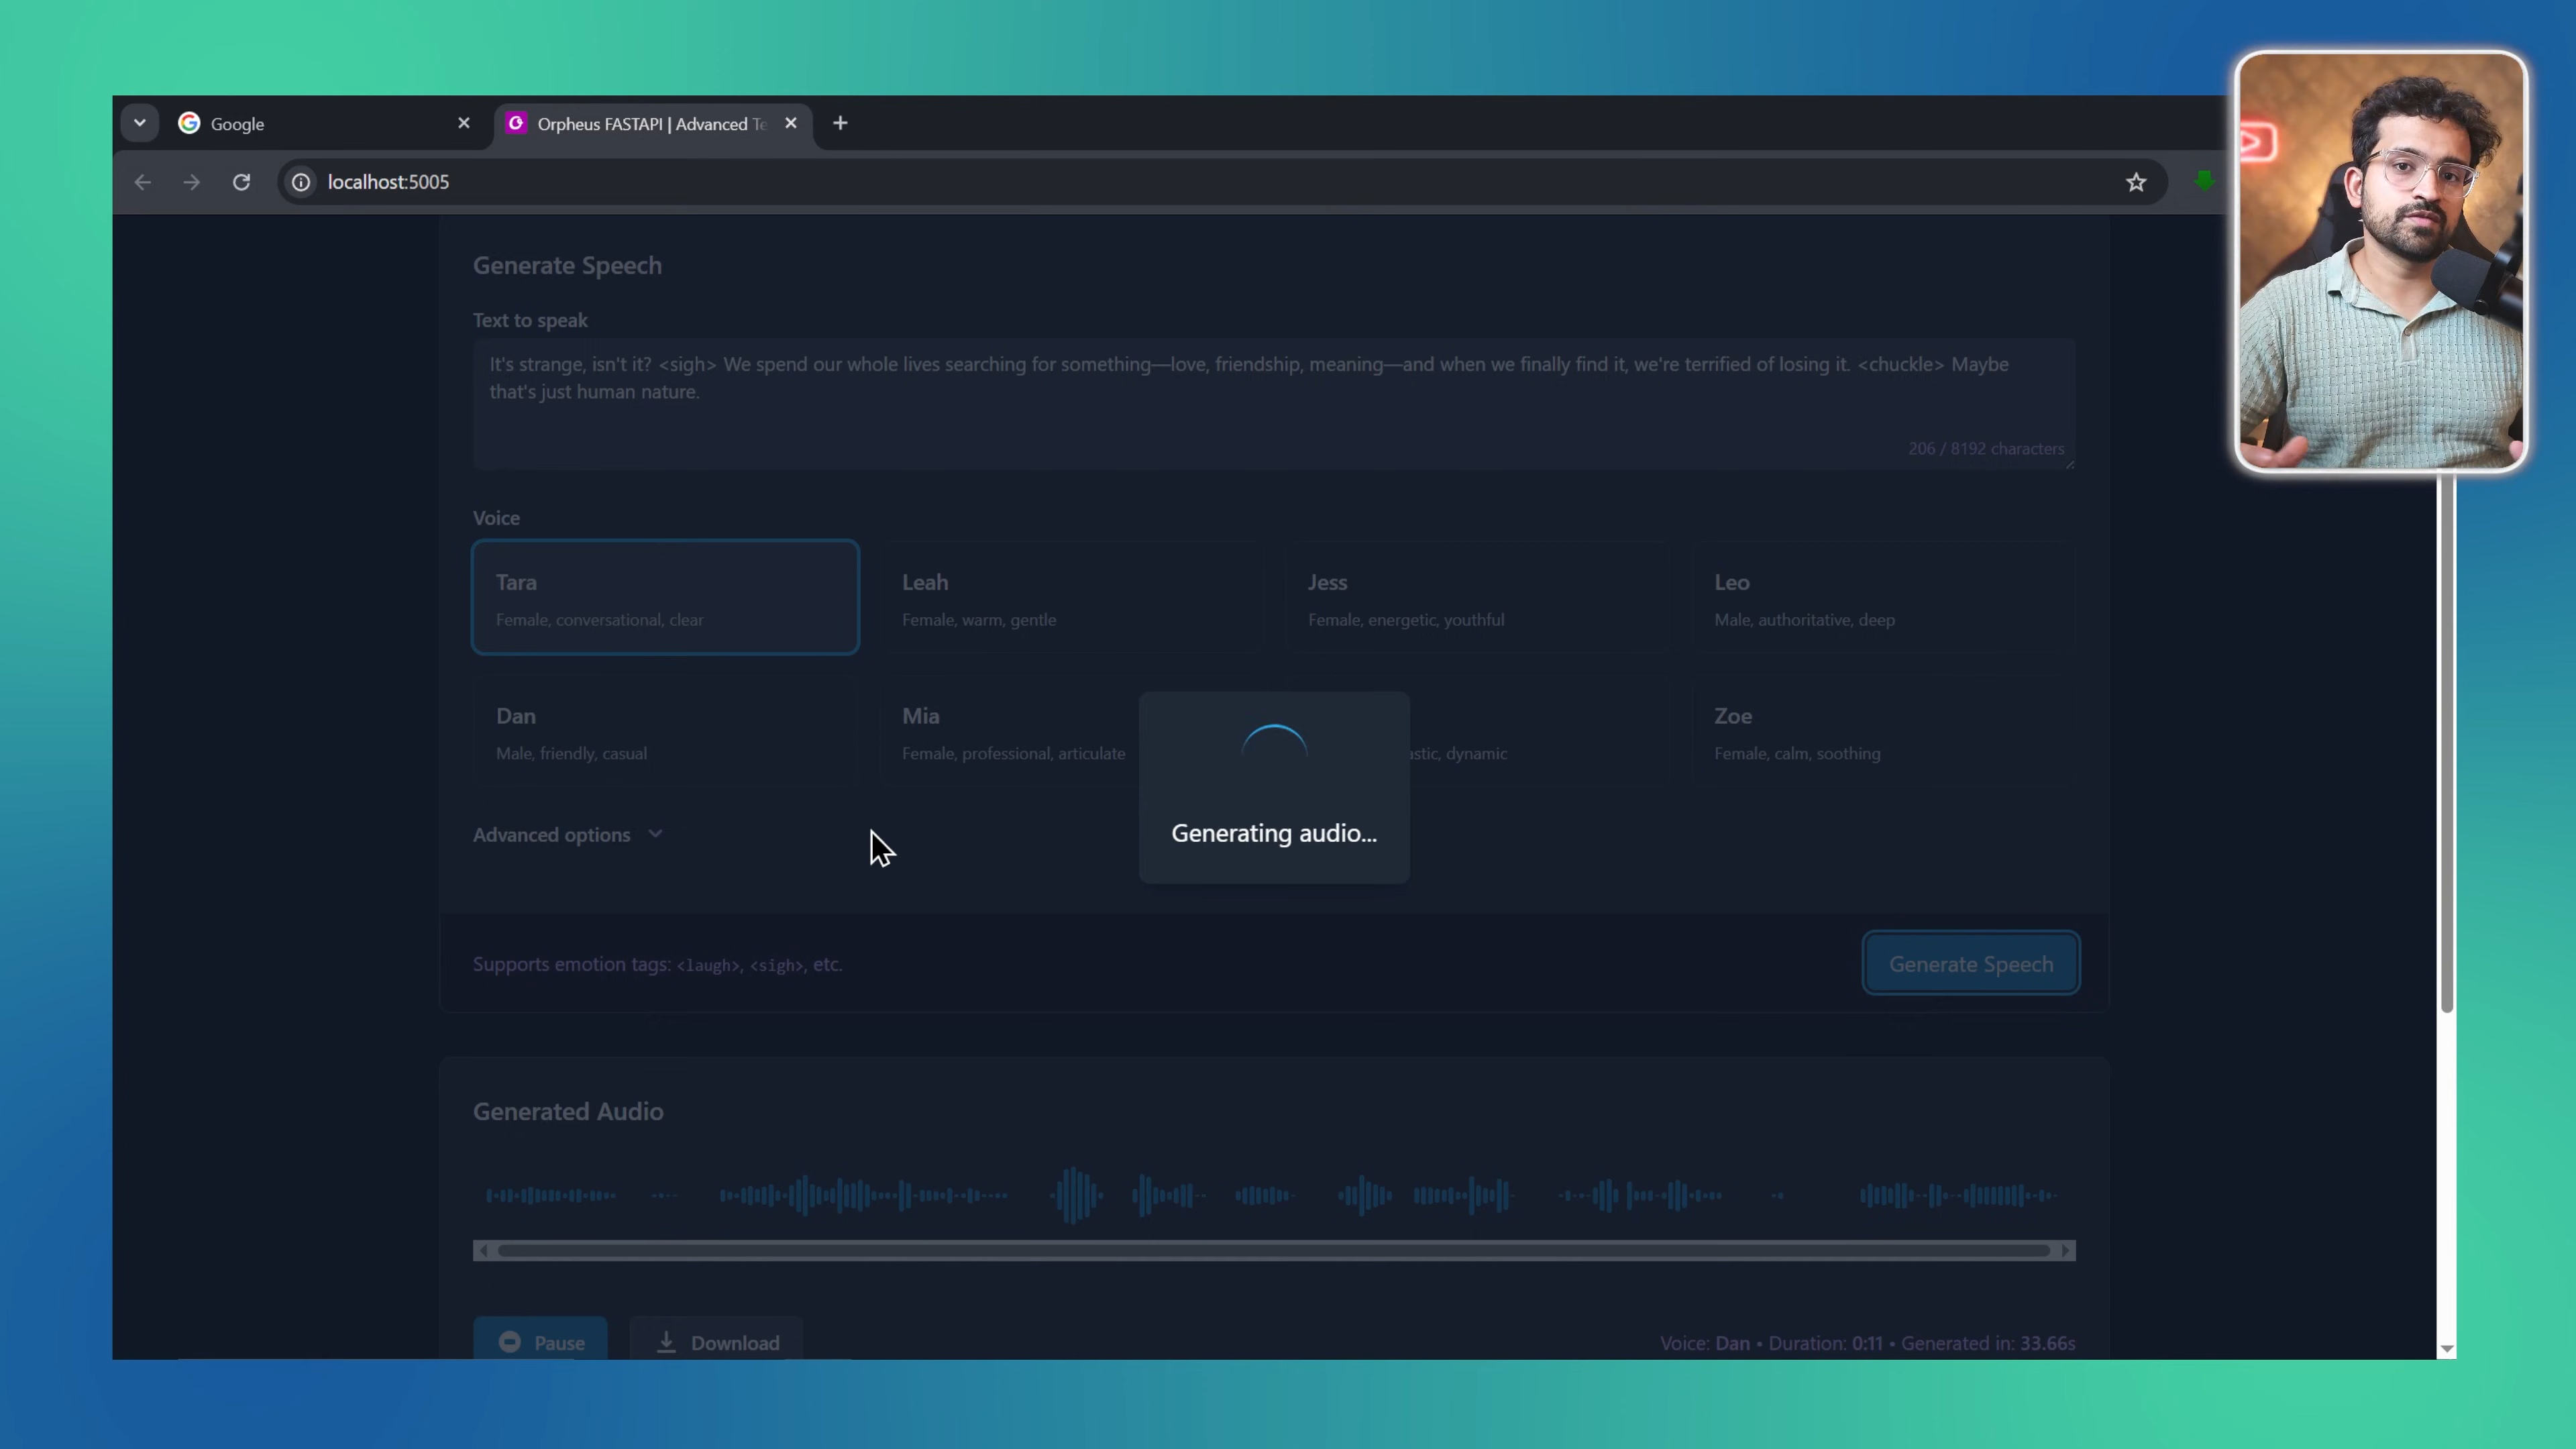 Google
Orpheus FASTAPI | Advanced Te
localhost:5005
Generate Speech
Text to speak
It's strange, isn't it? <sigh> We spend our whole lives searching for something—love, friendship, meaning—and when we finally find it, we're terrified of losing it. <chuckle> Maybe
that's just human nature.
206 / 8192 characters
Voice
Tara
Female, conversational, clear
Leah
Female, warm, gentle
Jess
Female, energetic, youthful
Leo
Male, authoritative, deep
Dan
Male, friendly, casual
Mia
Female, professional, articulate
astic, dynamic
Zoe
Female, calm, soothing
Generating audio...
Advanced options
Supports emotion tags: <laugh>, <sigh>, etc.
Generate Speech
Generated Audio
Pause
Download
Voice: Dan • Duration: 0:11 • Generated in: 33.66s